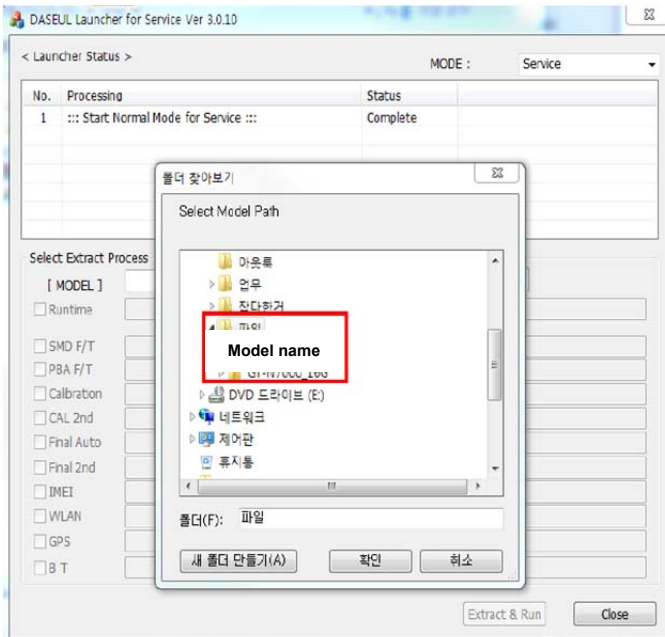 DASEUL Launcher for Service Ver 3.0.10
< Launcher Status >
MODE : Service
No. Processing Status
1 ::: Start Normal Mode for Service ::: Complete
폴더 찾아보기
Select Model Path
아웃룩
업무
잡다한거
파일
Model name
DVD 드라이브 (E:)
네트워크
제어판
휴지통
폴더(F): 파일
새 폴더 만들기(A) 확인 취소
Select Extract Process
[ MODEL ]
Runtime
SMD F/T
PBA F/T
Calbration
CAL 2nd
Final Auto
Final 2nd
IMEI
WLAN
GPS
B T
Extract & Run Close